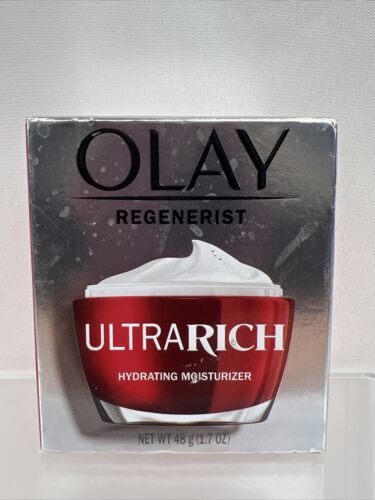 OLAY
REGENERIST
ULTRARICH
HYDRATING MOISTURIZER
NET WT 48 g (1.7 OZ)